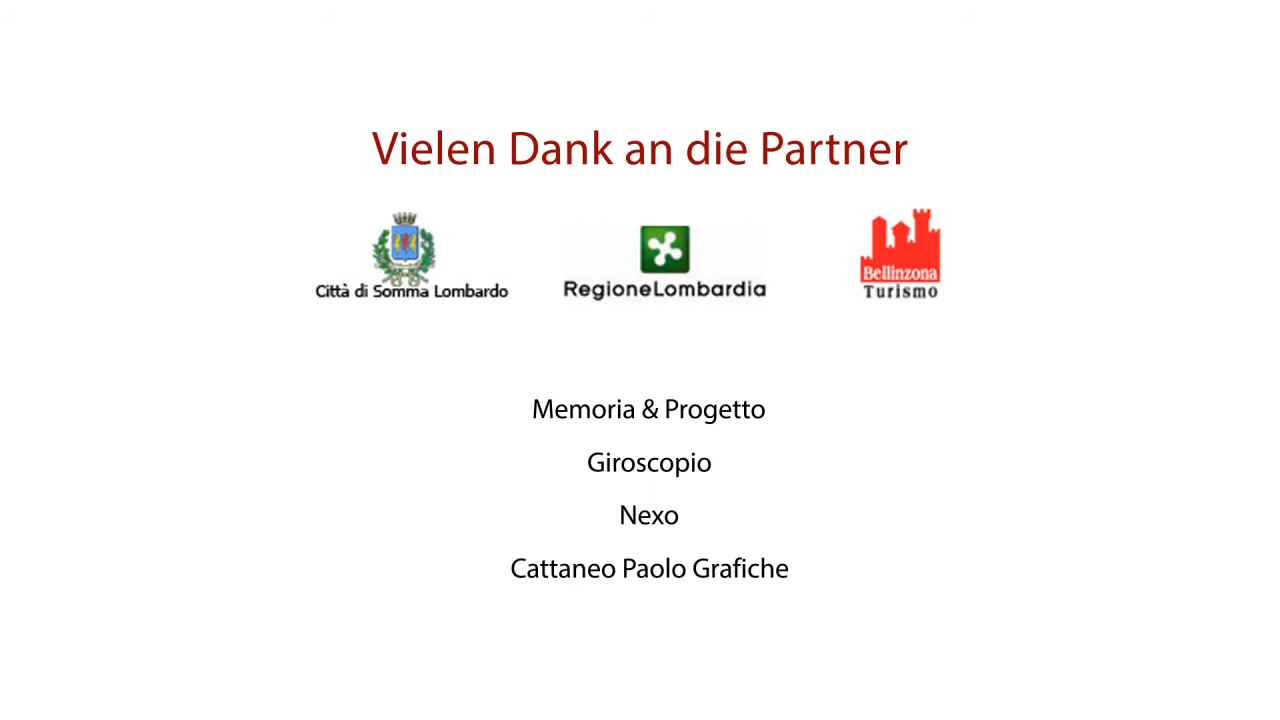 Vielen Dank an die Partner
Città di Somma Lombardo
RegioneLombardia
Bellinzona
Turismo
Memoria & Progetto
Giroscopio
Nexo
Cattaneo Paolo Grafiche